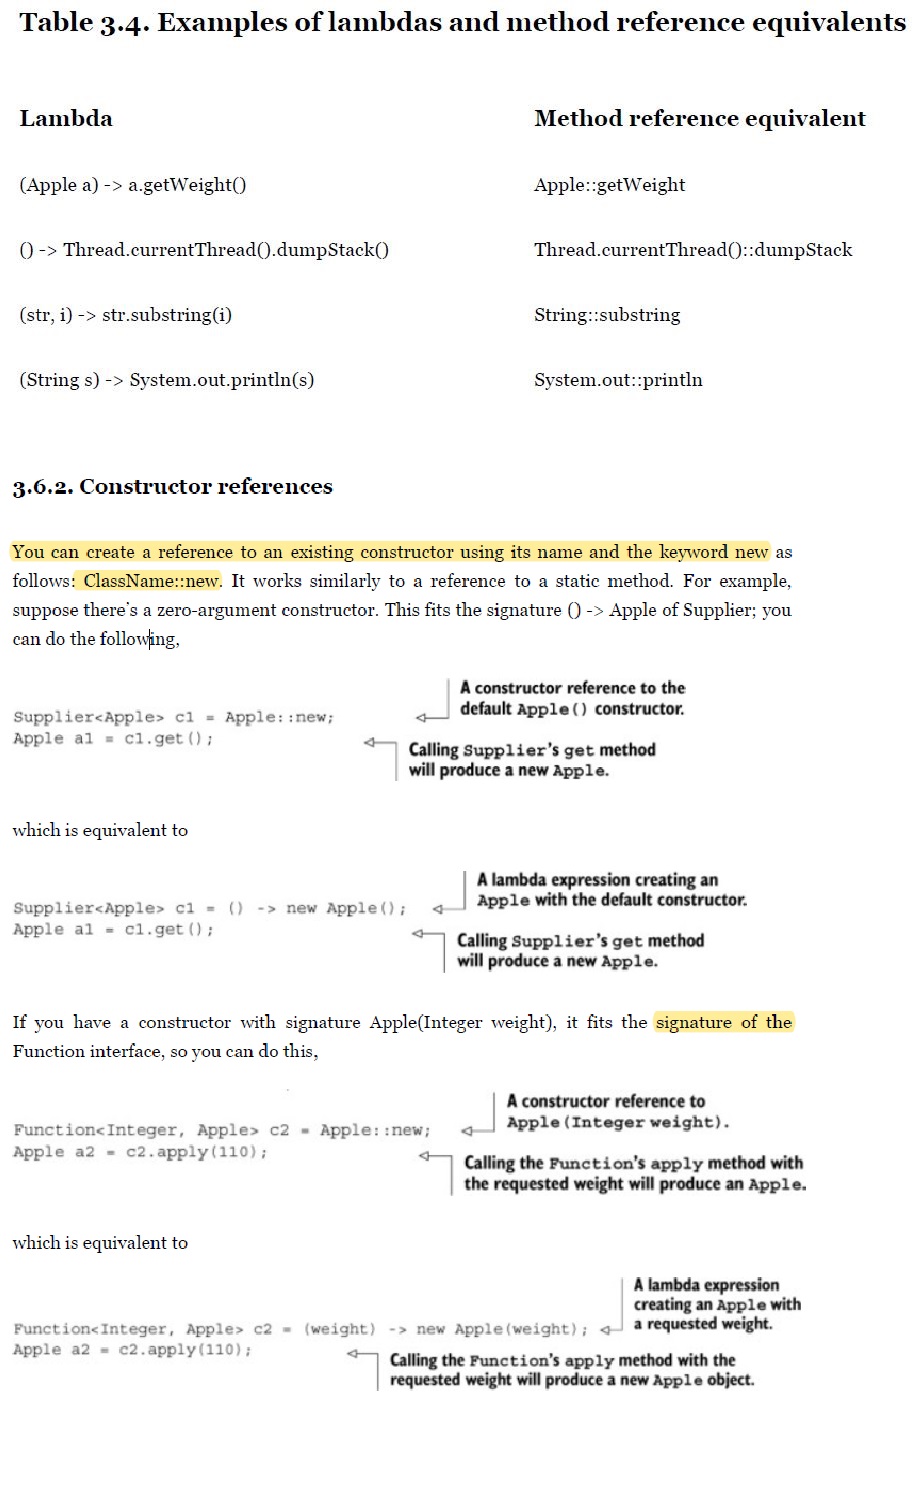 Table 3.4. Examples of lambdas and method reference equivalents
Lambda Method reference equivalent
(Apple a) -> a.getWeight() Apple::getWeight
() -> Thread.currentThread().dumpStack() Thread.currentThread()::dumpStack
(str, i) -> str.substring(i) String::substring
(String s) -> System.out.println(s) System.out::println
3.6.2. Constructor references
You can create a reference to an existing constructor using its name and the keyword new as
follows: ClassName::new. It works similarly to a reference to a static method. For example,
suppose there's a zero-argument constructor. This fits the signature () -> Apple of Supplier; you
can do the following,
A constructor reference to the
default Apple() constructor.
Supplier<Apple> c1 = Apple::new;
Apple a1 = c1.get();
Calling Supplier's get method
will produce a new Apple.
which is equivalent to
A lambda expression creating an
Apple with the default constructor.
Supplier<Apple> c1 = () -> new Apple();
Apple a1 = c1.get();
Calling Supplier's get method
will produce a new Apple.
If you have a constructor with signature Apple(Integer weight), it fits the signature of the
Function interface, so you can do this,
A constructor reference to
Apple(Integer weight).
Function<Integer, Apple> c2 = Apple::new;
Apple a2 = c2.apply(110);
Calling the Function's apply method with
the requested weight will produce an Apple.
which is equivalent to
A lambda expression
creating an Apple with
a requested weight.
Function<Integer, Apple> c2 = (weight) -> new Apple(weight);
Apple a2 = c2.apply(110);
Calling the Function's apply method with the
requested weight will produce a new Apple object.